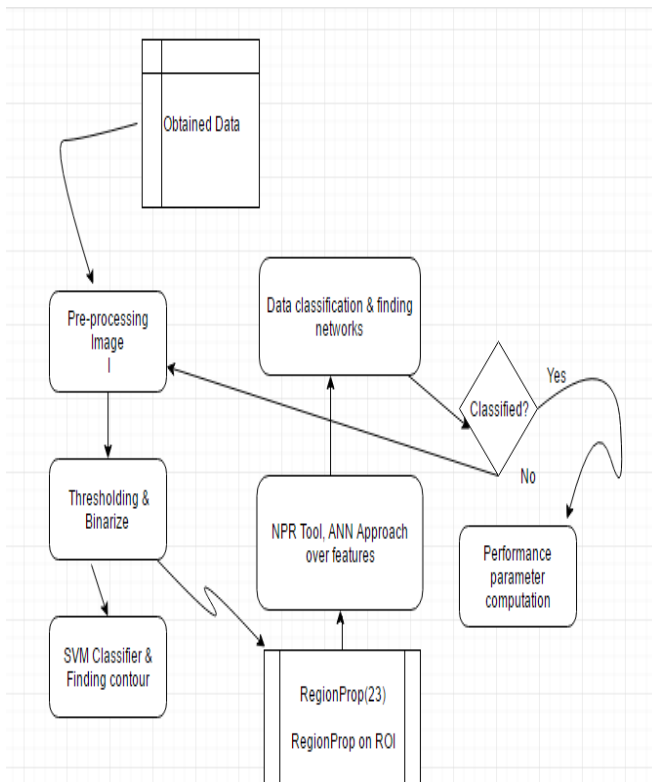 Obtained Data
Pre-processing
Image
I
Thresholding &
Binarize
SVM Classifier &
Finding contour
RegionProp(23)
RegionProp on ROI
NPR Tool, ANN Approach
over features
Data classification & finding
networks
Classified?
Yes
No
Performance
parameter
computation